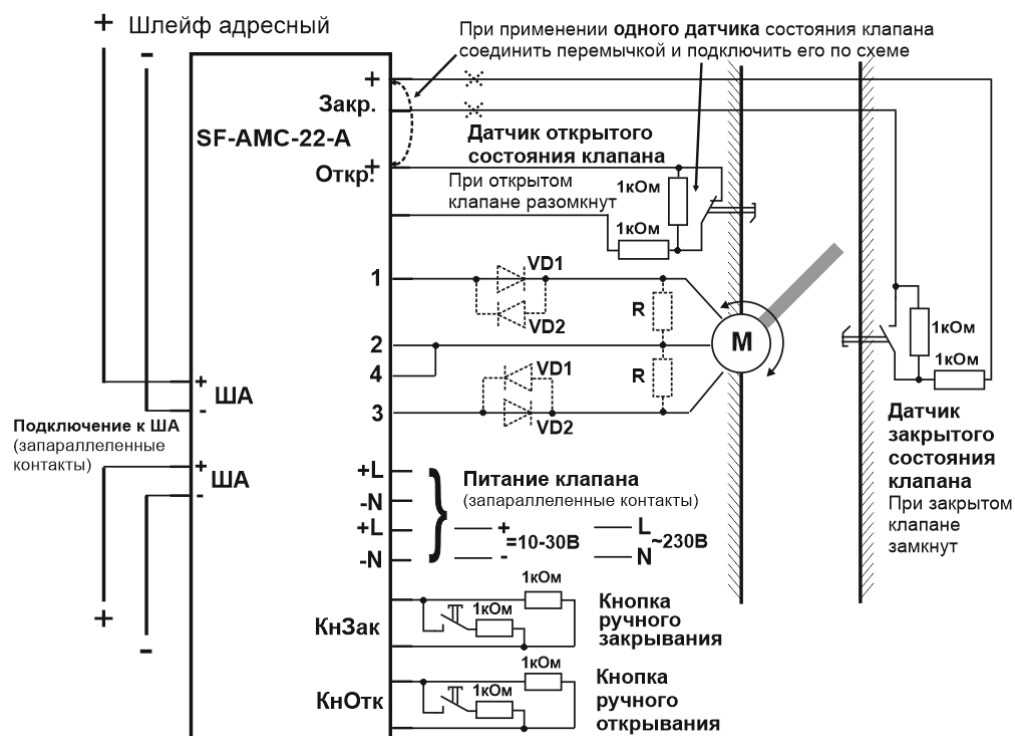 + Шлейф адресный
-
При применении одного датчика состояния клапана
соединить перемычкой и подключить его по схеме
+
Закр.
SF-AMC-22-A
+
Откр.
Датчик открытого
состояния клапана
При открытом
клапане разомкнут
1кОм
1кОм
1
VD1
VD2
R
2
M
4
VD1
R
3
VD2
1кОм
1кОм
+
ША
-
Подключение к ША
(запараллеленные
контакты)
+
ША
-
Датчик
закрытого
состояния
клапана
При закрытом
клапане
замкнут
+L
-N
+L
-N
}
Питание клапана
(запараллеленные контакты)
+
=10-30В
-
L
~230В
N
+
-
КнЗак
1кОм
1кОм
Кнопка
ручного
закрывания
КнОтк
1кОм
1кОм
Кнопка
ручного
открывания